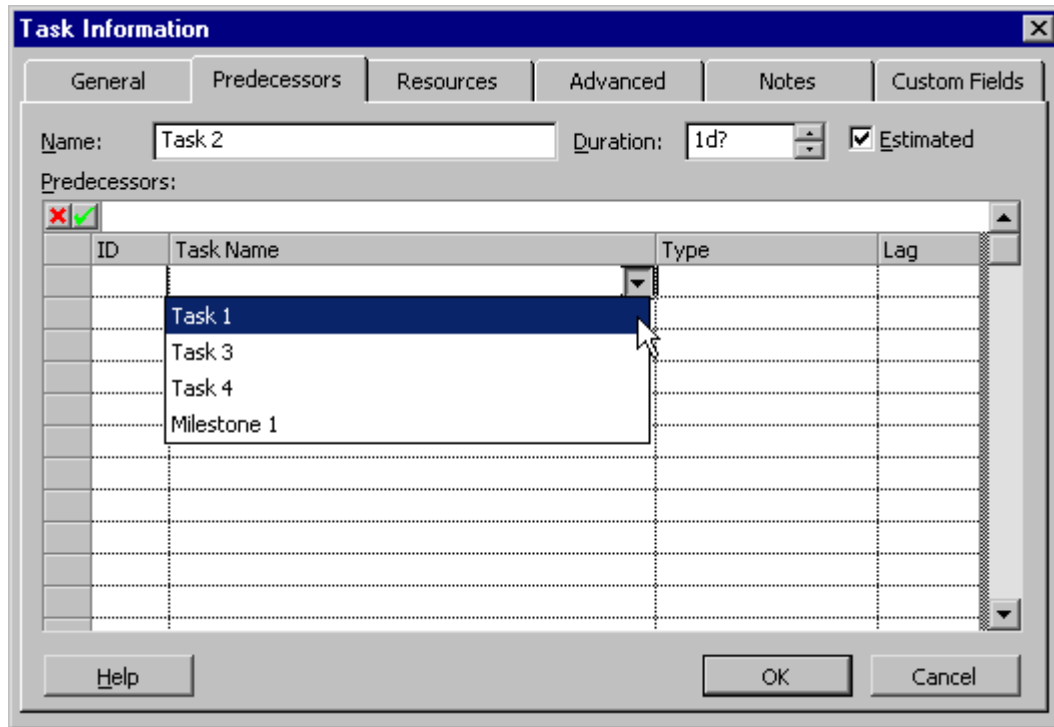 Task Information
General Predecessors Resources Advanced Notes Custom Fields
Name: Task 2 Duration: 1d? Estimated
Predecessors:
ID Task Name Type Lag
Task 1
Task 3
Task 4
Milestone 1
Help OK Cancel